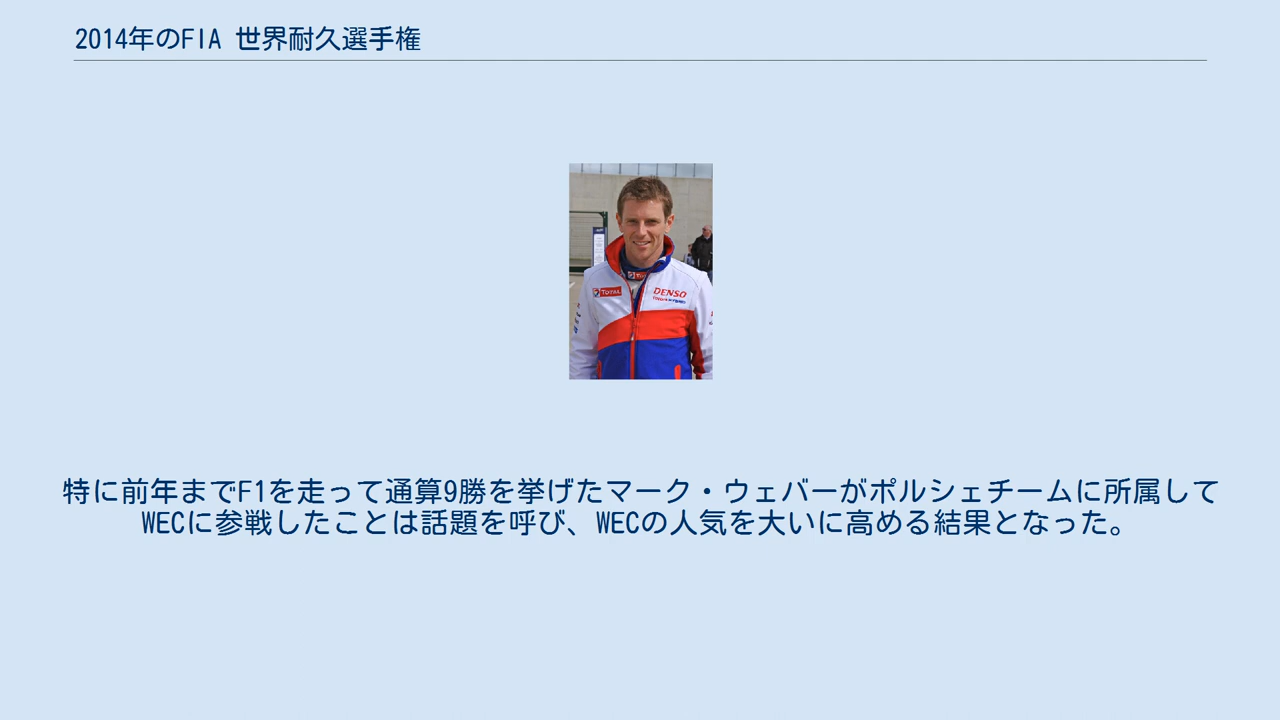 2014年のFIA 世界耐久選手権
TOTAL
DENSO
特に前年までF1を走って通算9勝を挙げたマーク・ウェバーがポルシェチームに所属して
WECに参戦したことは話題を呼び、WECの人気を大いに高める結果となった。